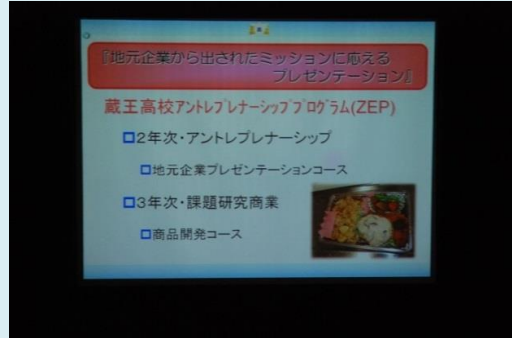 『地元企業から出されたミッションに応える
プレゼンテーション』
蔵王高校アントレプレナーシッププログラム(ZEP)
2年次・アントレプレナーシップ
地元企業プレゼンテーションコース
3年次・課題研究商業
商品開発コース